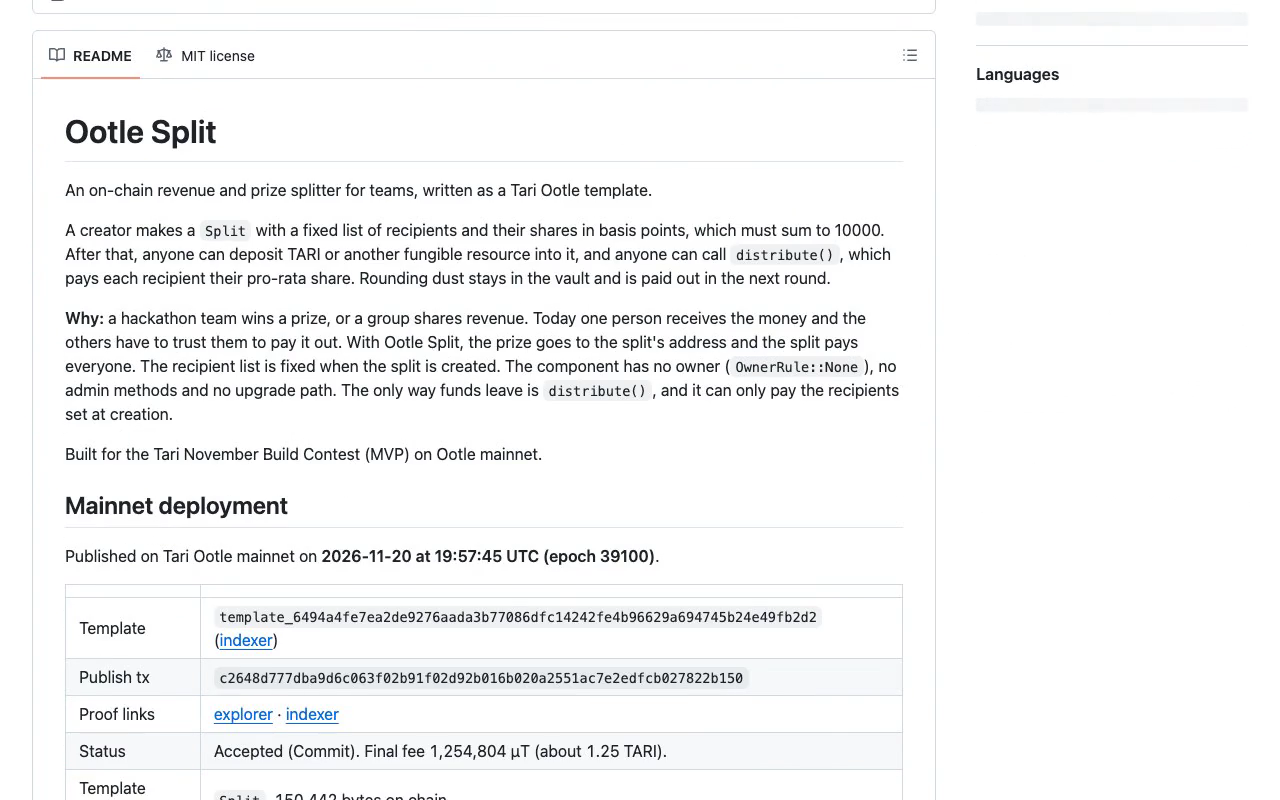 README
MIT license
Languages
Ootle Split
An on-chain revenue and prize splitter for teams, written as a Tari Ootle template.
A creator makes a Split with a fixed list of recipients and their shares in basis points, which must sum to 10000.
After that, anyone can deposit TARI or another fungible resource into it, and anyone can call distribute(), which
pays each recipient their pro-rata share. Rounding dust stays in the vault and is paid out in the next round.
Why: a hackathon team wins a prize, or a group shares revenue. Today one person receives the money and the
others have to trust them to pay it out. With Ootle Split, the prize goes to the split's address and the split pays
everyone. The recipient list is fixed when the split is created. The component has no owner (OwnerRule::None), no
admin methods and no upgrade path. The only way funds leave is distribute(), and it can only pay the recipients
set at creation.
Built for the Tari November Build Contest (MVP) on Ootle mainnet.
Mainnet deployment
Published on Tari Ootle mainnet on 2026-11-20 at 19:57:45 UTC (epoch 39100).
Template
template_6494a4fe7ea2de9276aada3b77086dfc14242fe4b96629a694745b24e49fb2d2
(indexer)
Publish tx
c2648d777dba9d6c063f02b91f02d92b016b020a2551ac7e2edfcb027822b150
Proof links
explorer · indexer
Status
Accepted (Commit). Final fee 1,254,804 µT (about 1.25 TARI).
Template
Split, 150,442 bytes on chain